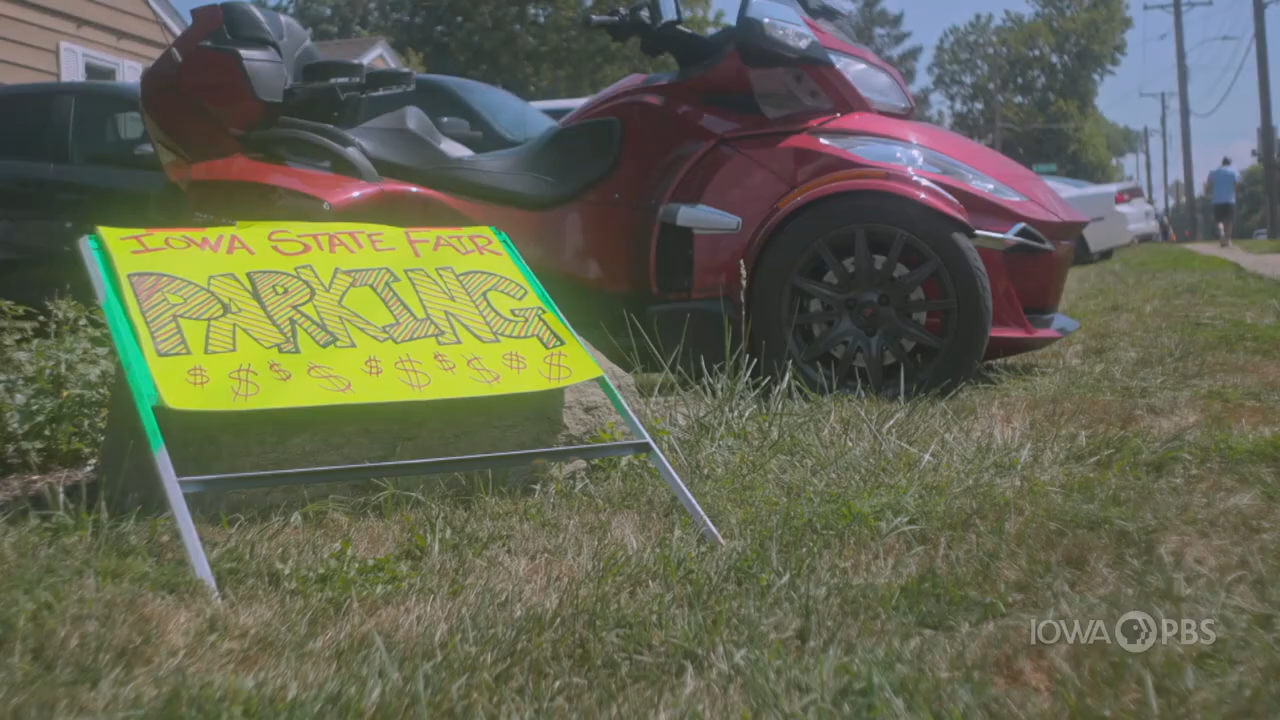 IOWA STATE FAIR
PARKING
$ $ $ $ $ $ $ $ $ $
IOWA PBS